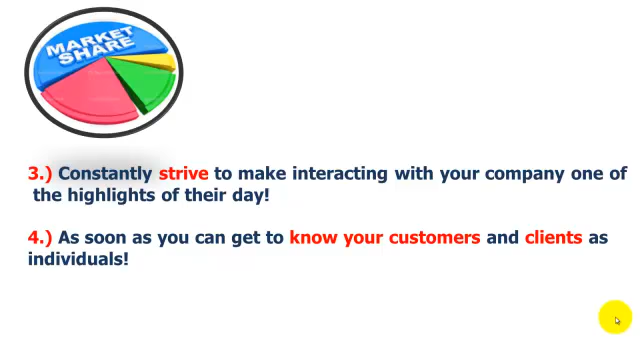 MARKET
SHARE
3.) Constantly strive to make interacting with your company one of
the highlights of their day!
4.) As soon as you can get to know your customers and clients as
individuals!